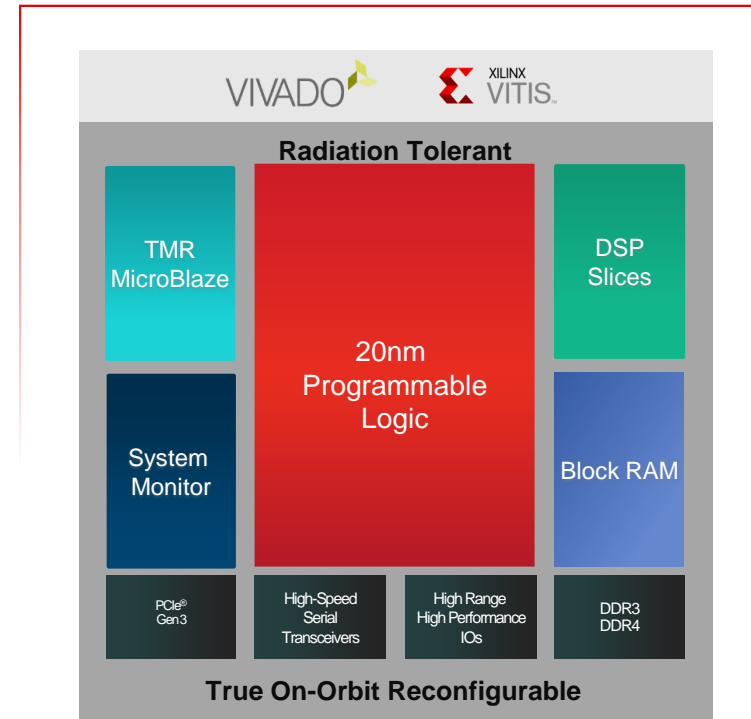 VIVADO
XILINX
VITIS™
Radiation Tolerant
TMR
MicroBlaze
20nm
Programmable
Logic
DSP
Slices
System
Monitor
Block RAM
PCIe®
Gen3
High-Speed
Serial
Transceivers
High Range
High Performance
IOs
DDR3
DDR4
True On-Orbit Reconfigurable